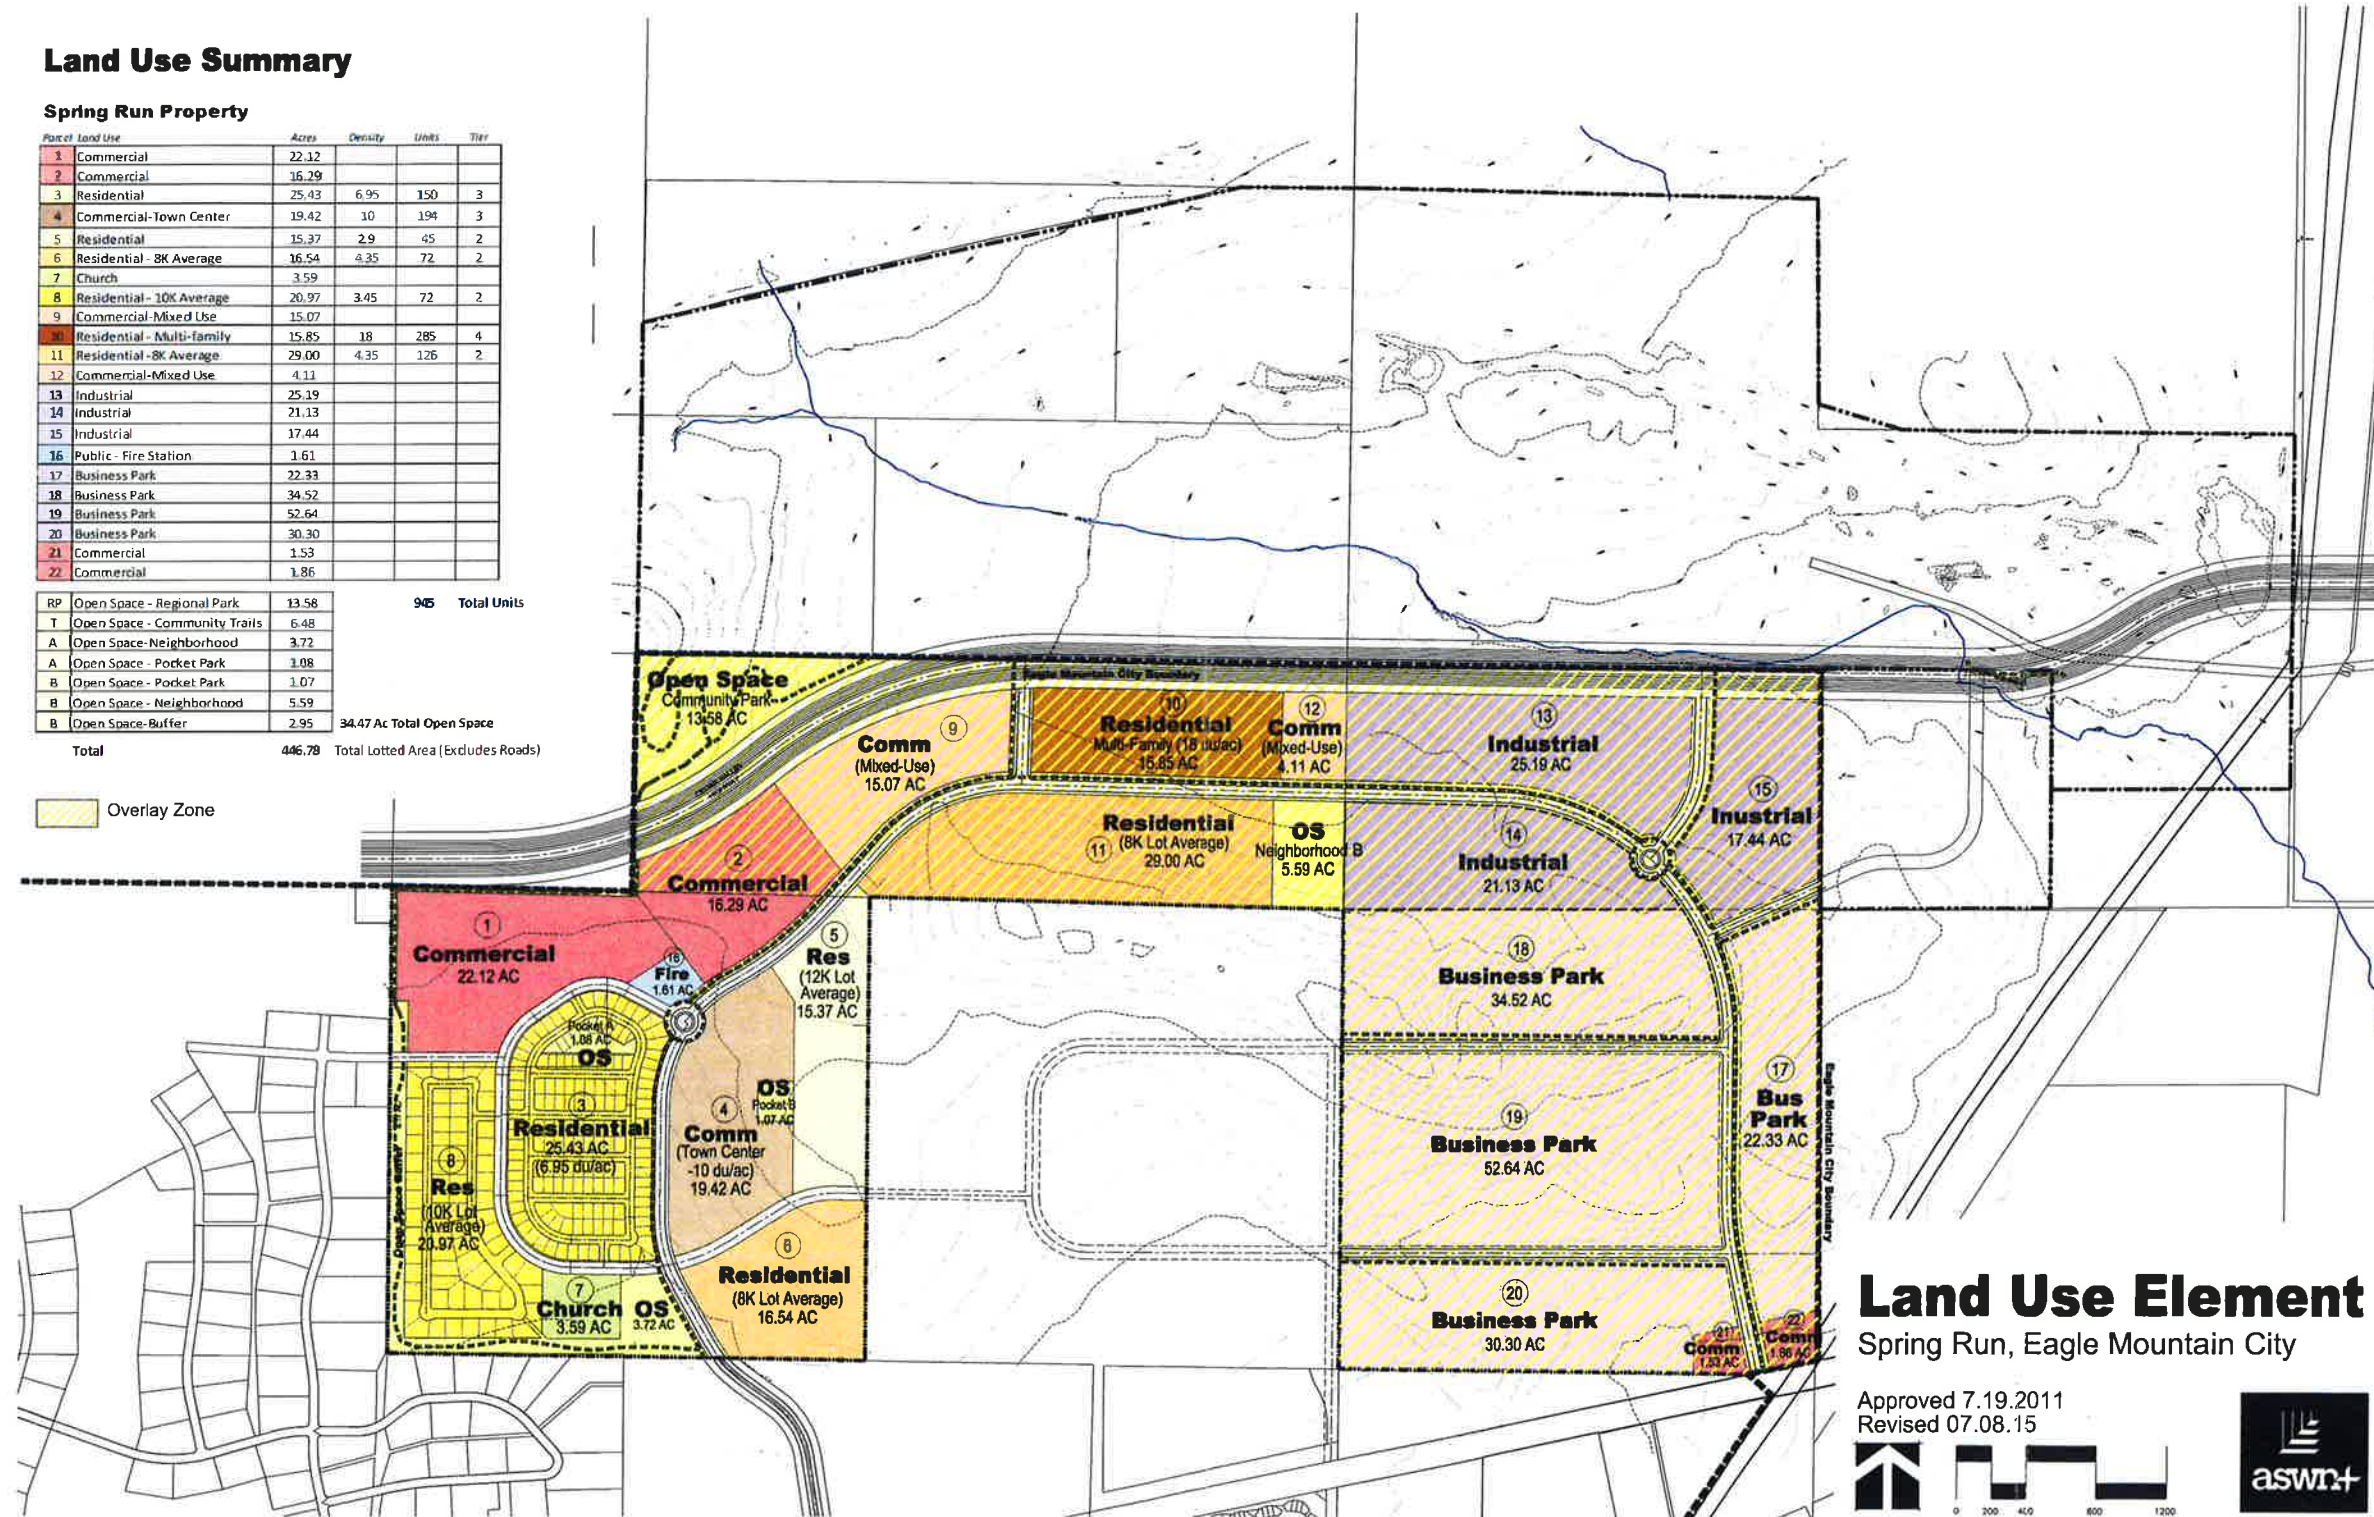 Land Use Summary
Spring Run Property
Parcel Land Use Acres Density Units Tier
1 Commercial 22.12
2 Commercial 16.29
3 Residential 25.43 6.95 150 3
4 Commercial-Town Center 19.42 10 194 3
5 Residential 15.37 2.9 45 2
6 Residential - 8K Average 16.54 4.35 72 2
7 Church 3.59
8 Residential - 10K Average 20.97 3.45 72 2
9 Commercial-Mixed Use 15.07
10 Residential - Multi-family 15.85 18 285 4
11 Residential -8K Average 29.00 4.35 126 2
12 Commercial-Mixed Use 4.11
13 Industrial 25.19
14 Industrial 21.13
15 Industrial 17.44
16 Public - Fire Station 1.61
17 Business Park 22.33
18 Business Park 34.52
19 Business Park 52.64
20 Business Park 30.30
21 Commercial 1.53
22 Commercial 1.86
RP Open Space - Regional Park 13.58 945 Total Units
T Open Space - Community Trails 6.48
A Open Space-Neighborhood 3.72
A Open Space - Pocket Park 1.08
B Open Space - Pocket Park 1.07
B Open Space - Neighborhood 5.59
B Open Space-Buffer 2.95 34.47 Ac Total Open Space
Total 446.78 Total Lotted Area (Excludes Roads)
Overlay Zone
Open Space
Community Park
13.58 AC
Eagle Mountain City Boundary
9
Comm
(Mixed-Use)
15.07 AC
10
Residential
Multi-Family (18 du/ac)
15.85 AC
12
Comm
(Mixed-Use)
4.11 AC
13
Industrial
25.19 AC
15
Inustrial
17.44 AC
2
Commercial
16.29 AC
11
Residential
(8K Lot Average)
29.00 AC
OS
Neighborhood B
5.59 AC
14
Industrial
21.13 AC
1
Commercial
22.12 AC
16
Fire
1.61 AC
5
Res
(12K Lot
Average)
15.37 AC
18
Business Park
34.52 AC
Pocket A
1.08 AC
OS
3
Residential
25.43 AC
(6.95 du/ac)
OS
Pocket B
1.07 AC
4
Comm
(Town Center
-10 du/ac)
19.42 AC
19
Business Park
52.64 AC
17
Bus
Park
22.33 AC
Eagle Mountain City Boundary
8
Res
(10K Lot
Average)
20.97 AC
7
Church
3.59 AC
OS
3.72 AC
6
Residential
(8K Lot Average)
16.54 AC
20
Business Park
30.30 AC
21
Comm
1.53 AC
22
Comm
1.86 AC
Land Use Element
Spring Run, Eagle Mountain City
Approved 7.19.2011
Revised 07.08.15
0 200 400 800 1200
aswn+